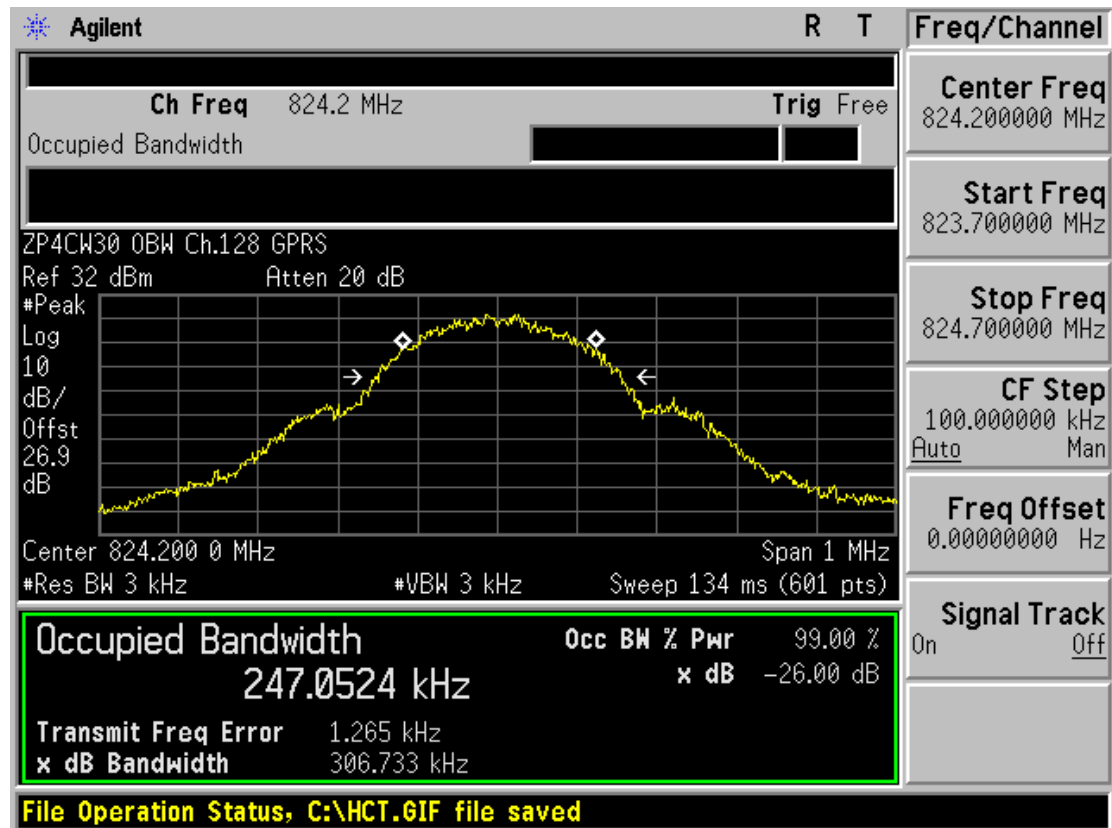 Agilent R T Freq/Channel
Ch Freq 824.2 MHz Trig Free
Occupied Bandwidth
Center Freq
824.200000 MHz
Start Freq
823.700000 MHz
Stop Freq
824.700000 MHz
CF Step
100.000000 kHz
Auto Man
Freq Offset
0.00000000 Hz
Signal Track
On Off
ZP4CW30 OBW Ch.128 GPRS
Ref 32 dBm Atten 20 dB
#Peak
Log
10
dB/
Offst
26.9
dB
Center 824.200 0 MHz Span 1 MHz
#Res BW 3 kHz #VBW 3 kHz Sweep 134 ms (601 pts)
Occupied Bandwidth Occ BW % Pwr 99.00 %
247.0524 kHz x dB -26.00 dB
Transmit Freq Error 1.265 kHz
x dB Bandwidth 306.733 kHz
File Operation Status, C:\HCT.GIF file saved